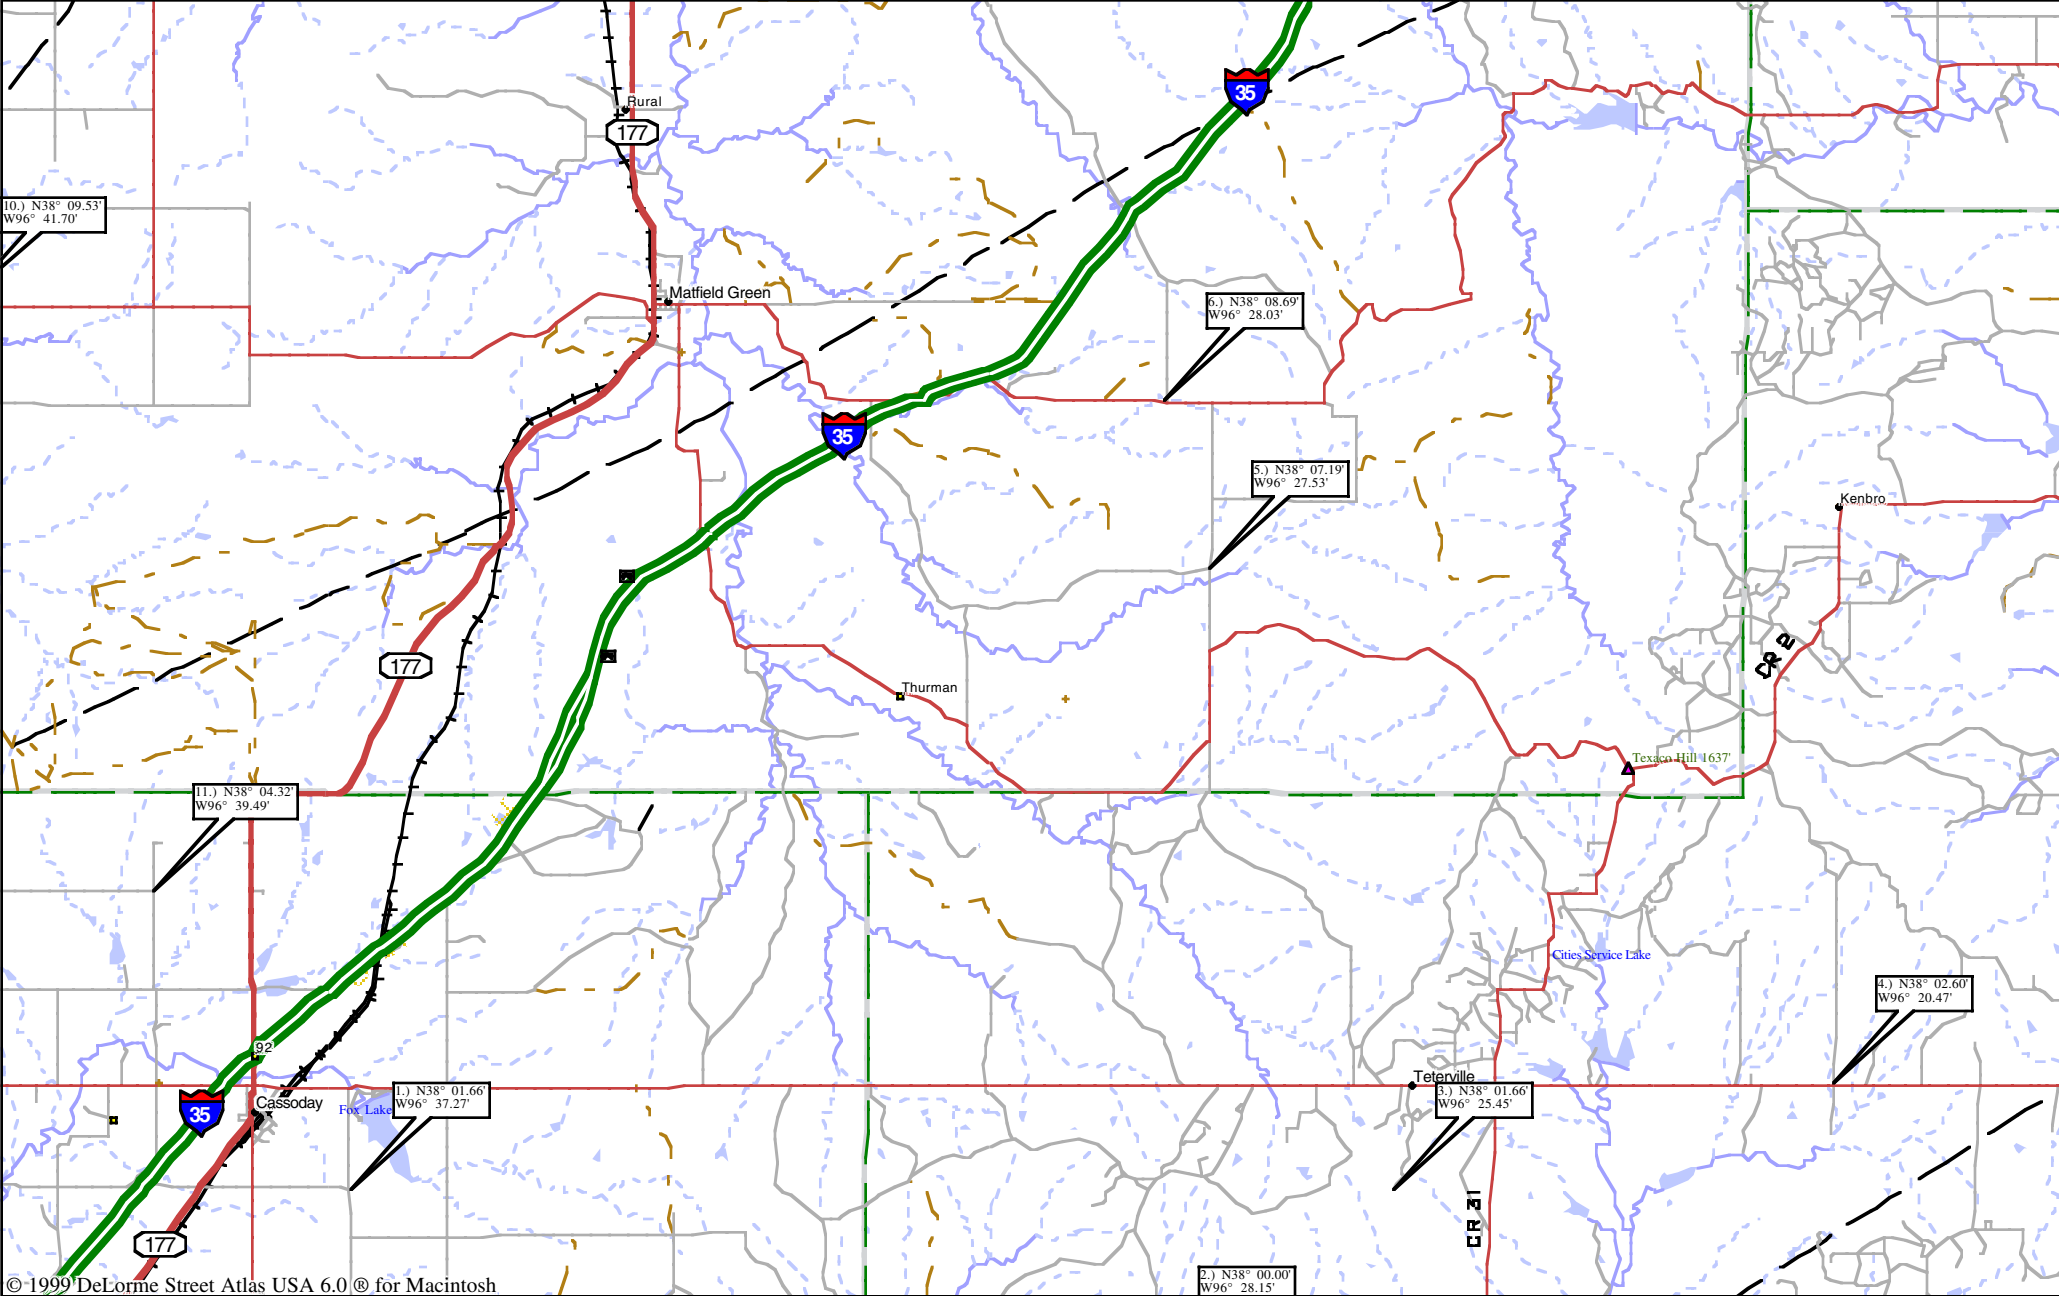 35
Rural
177
10.) N38° 09.53'
W96° 41.70'
Matfield Green
6.) N38° 08.69'
W96° 28.03'
35
5.) N38° 07.19'
W96° 27.53'
Kenbro
CR 2
177
Thurman
Texaco Hill 1637'
11.) N38° 04.32'
W96° 39.49'
Cities Service Lake
4.) N38° 02.60'
W96° 20.47'
92
Teterville
35
Cassoday
Fox Lake
1.) N38° 01.66'
W96° 37.27'
3.) N38° 01.66'
W96° 25.45'
CR 21
177
2.) N38° 00.00'
W96° 28.15'
© 1999 DeLorme Street Atlas USA 6.0 ® for Macintosh